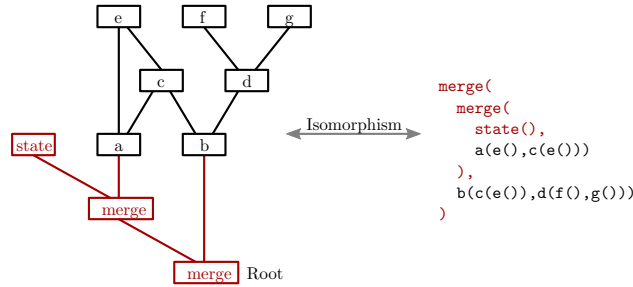 e f g
c d
Isomorphism
state a b
merge
merge Root
merge(
merge(
state(),
a(e(),c(e()))
),
b(c(e()),d(f(),g()))
)